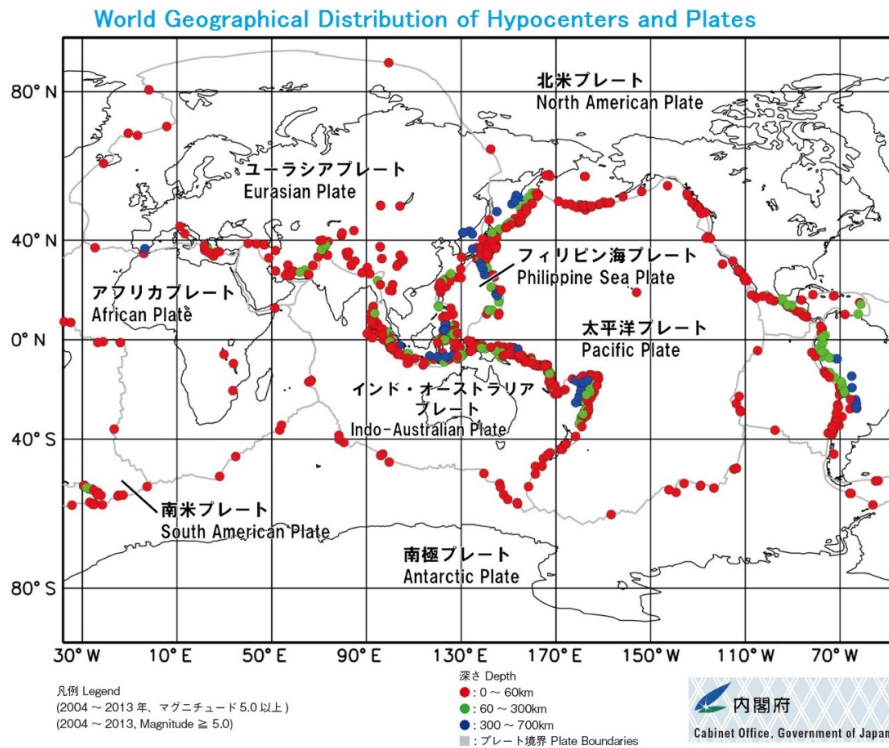 World Geographical Distribution of Hypocenters and Plates
80° N
北米プレート
North American Plate
ユーラシアプレート
Eurasian Plate
40° N
フィリピン海プレート
Philippine Sea Plate
アフリカプレート
African Plate
太平洋プレート
Pacific Plate
0° N
インド・オーストラリア
プレート
Indo-Australian Plate
40° S
南米プレート
South American Plate
南極プレート
Antarctic Plate
80° S
30° W
10° E
50° E
90° E
130° E
170° E
150° W
110° W
70° W
凡例 Legend
(2004 ～ 2013 年、マグニチュード 5.0 以上 )
(2004 ～ 2013, Magnitude ≧ 5.0)
深さ Depth
: 0 ～ 60km
: 60 ～ 300km
: 300 ～ 700km
: プレート境界 Plate Boundaries
内閣府
Cabinet Office, Government of Japan